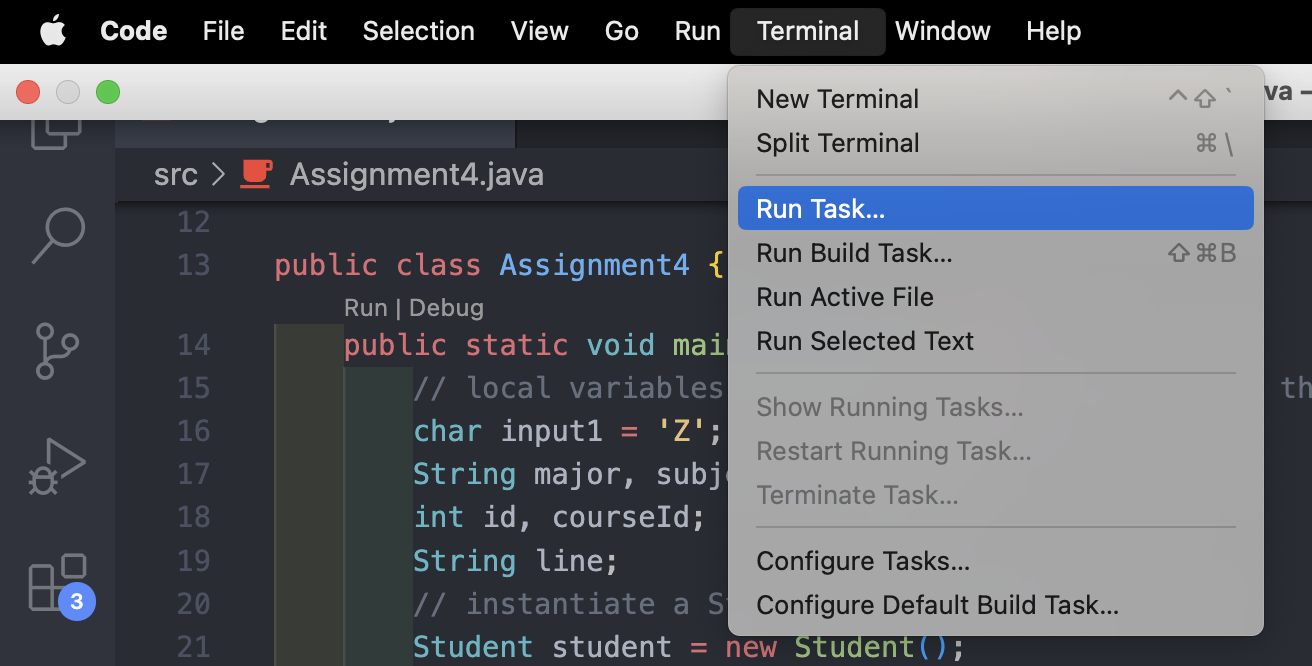 Code File Edit Selection View Go Run Terminal Window Help
va –
New Terminal ^⇧`
Split Terminal ⌘\
Run Task...
Run Build Task... ⇧⌘B
Run Active File
Run Selected Text
Show Running Tasks...
Restart Running Task...
Terminate Task...
Configure Tasks...
Configure Default Build Task...
src > Assignment4.java
12
13 public class Assignment4 {
Run | Debug
14 public static void mai
15 // local variables th
16 char input1 = 'Z';
17 String major, subj
18 int id, courseId;
19 String line;
20 // instantiate a S
21 Student student = new Student();
3